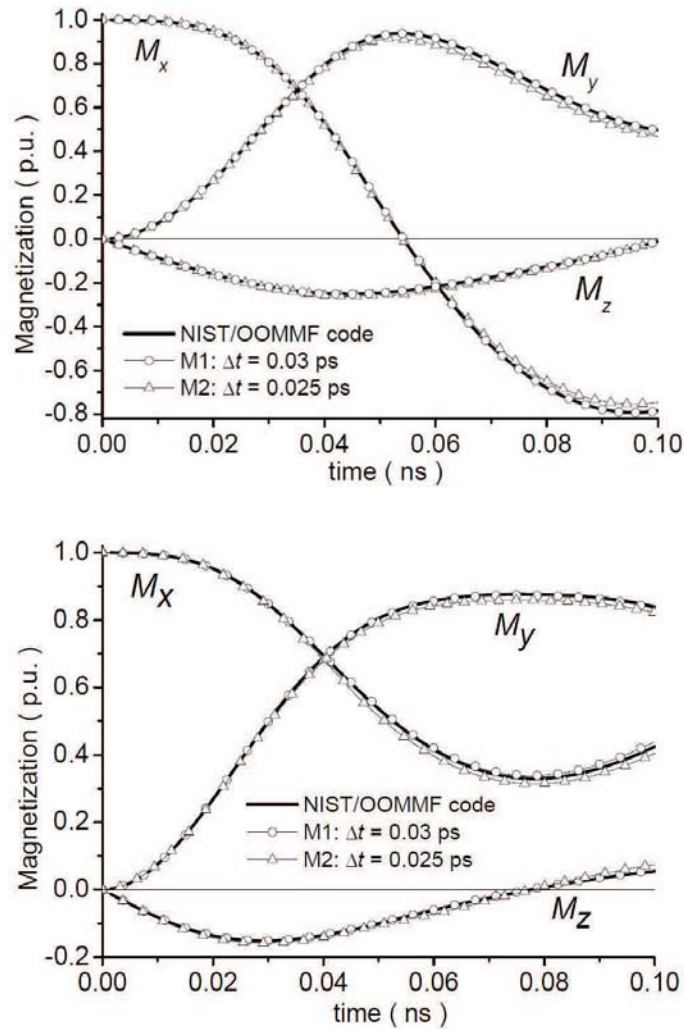 1.0
0.8
0.6
0.4
0.2
0.0
-0.2
-0.4
-0.6
-0.8
Magnetization ( p.u. )
Mx
My
Mz
NIST/OOMMF code
M1: Δt = 0.03 ps
M2: Δt = 0.025 ps
0.00 0.02 0.04 0.06 0.08 0.10
time ( ns )
1.0
0.8
0.6
0.4
0.2
0.0
-0.2
Magnetization ( p.u. )
Mx
My
NIST/OOMMF code
M1: Δt = 0.03 ps
M2: Δt = 0.025 ps
Mz
0.00 0.02 0.04 0.06 0.08 0.10
time ( ns )